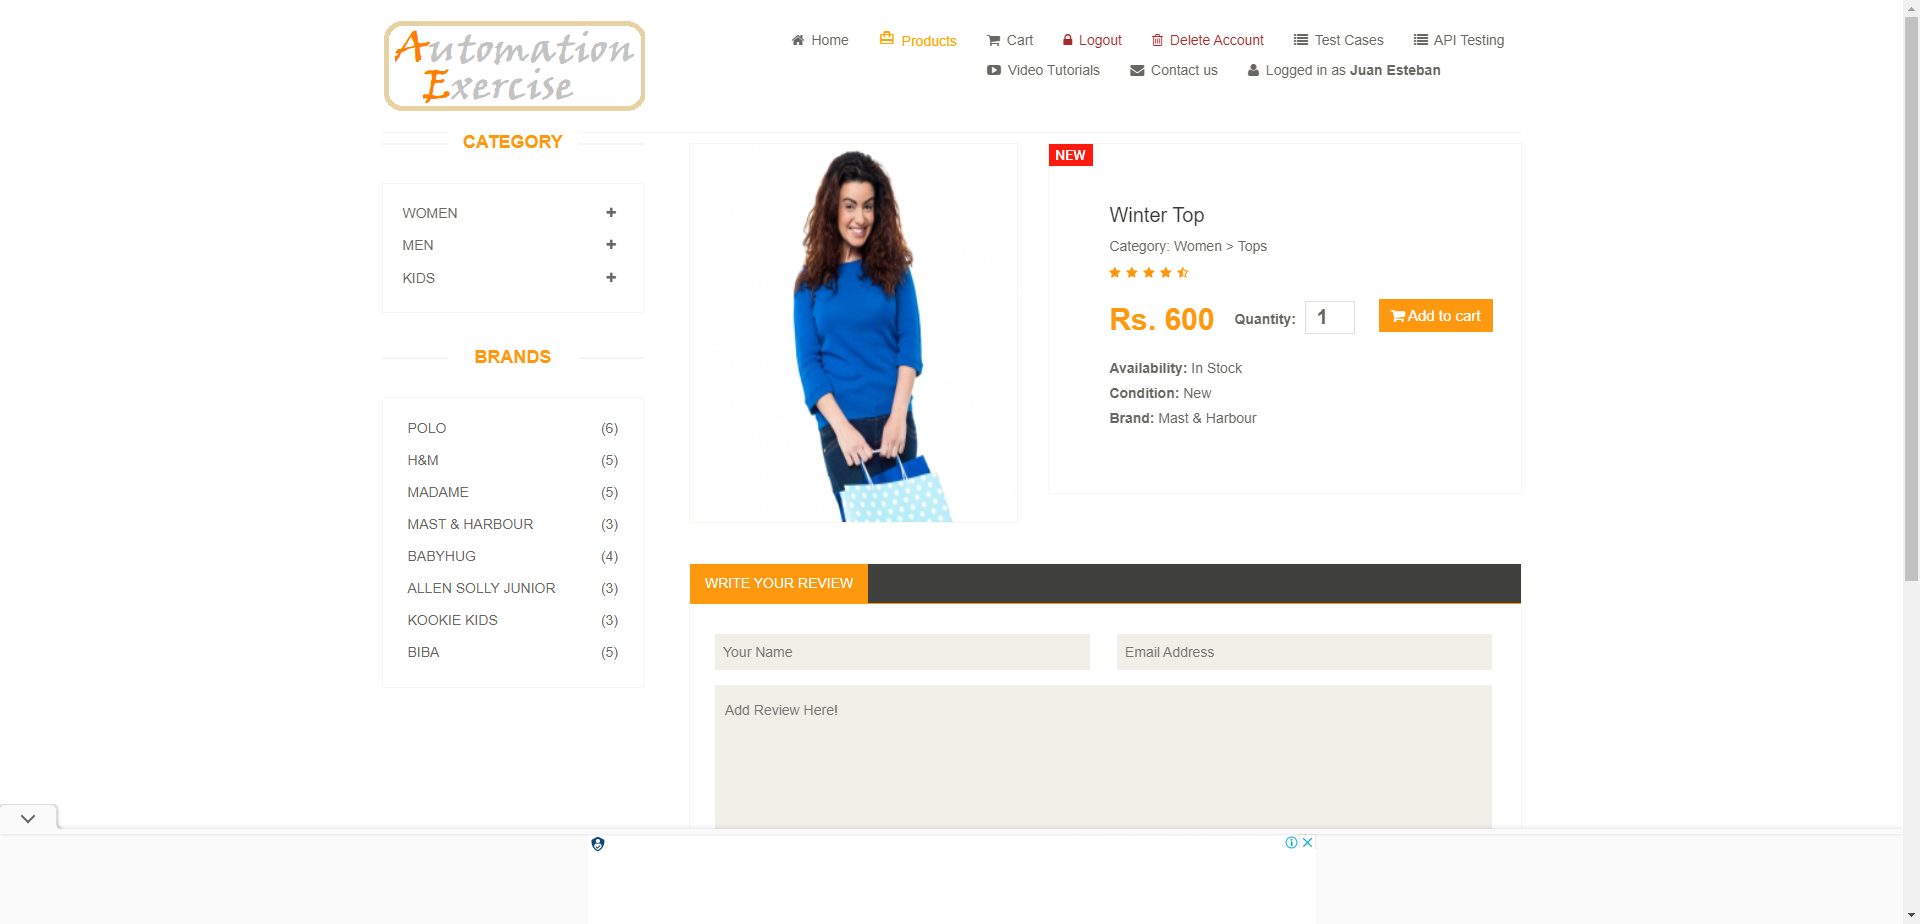 Automation
Exercise
Home Products Cart Logout Delete Account Test Cases API Testing
Video Tutorials Contact us Logged in as Juan Esteban
CATEGORY
WOMEN
MEN
KIDS
BRANDS
POLO (6)
H&M (5)
MADAME (5)
MAST & HARBOUR (3)
BABYHUG (4)
ALLEN SOLLY JUNIOR (3)
KOOKIE KIDS (3)
BIBA (5)
NEW
Winter Top
Category: Women > Tops
Rs. 600 Quantity: 1 Add to cart
Availability: In Stock
Condition: New
Brand: Mast & Harbour
WRITE YOUR REVIEW
Your Name Email Address
Add Review Here!